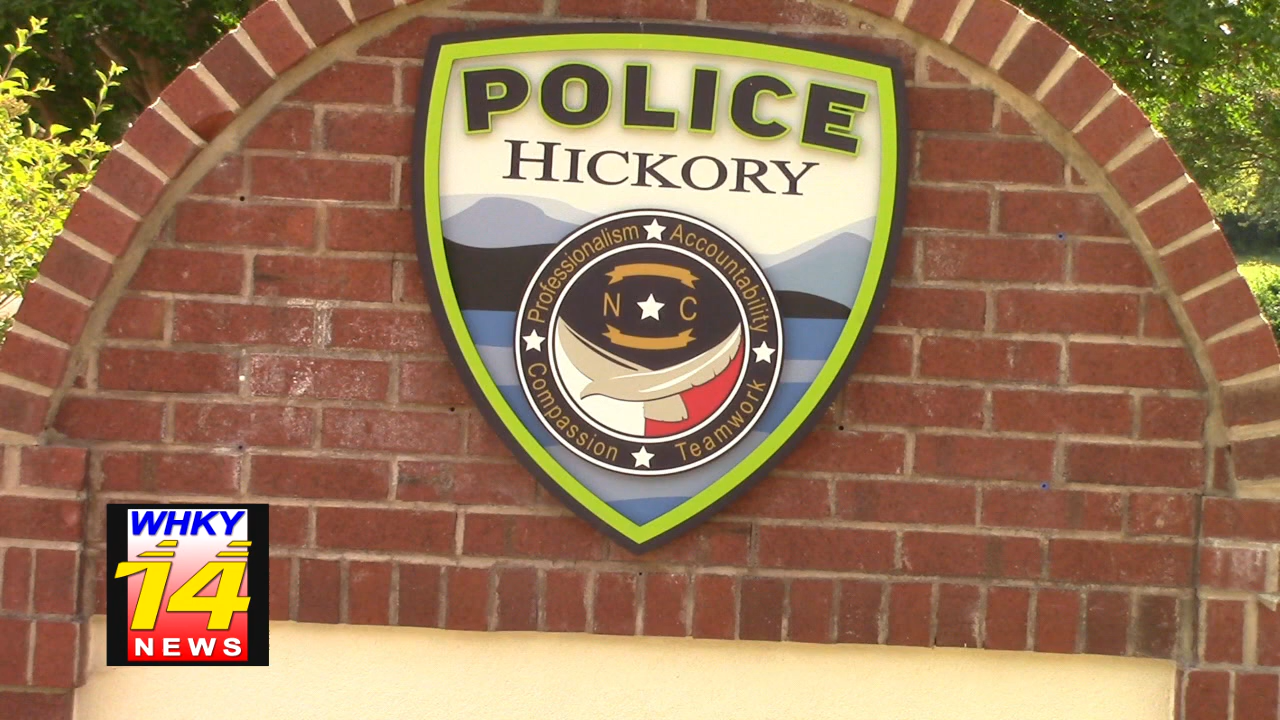 POLICE
HICKORY
Professionalism
Accountability
N C
Compassion
Teamwork
WHKY
14
NEWS